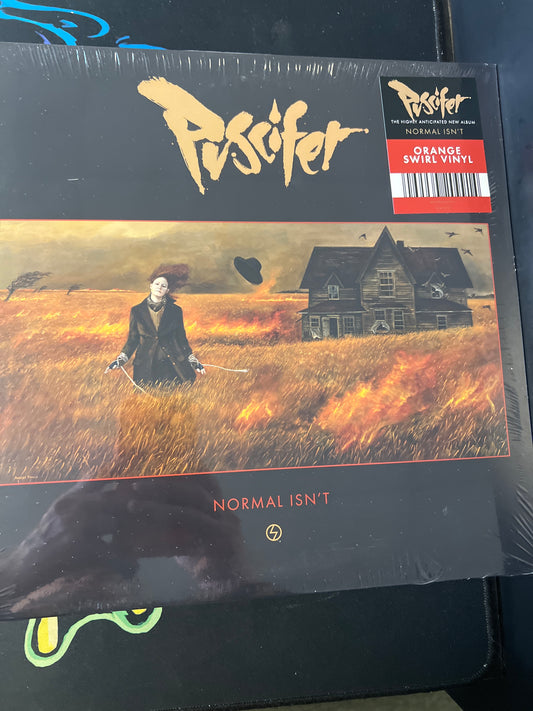 Puscifer
Puscifer
THE HIGHLY ANTICIPATED NEW ALBUM
NORMAL ISN'T
ORANGE
SWIRL VINYL
NORMAL ISN'T